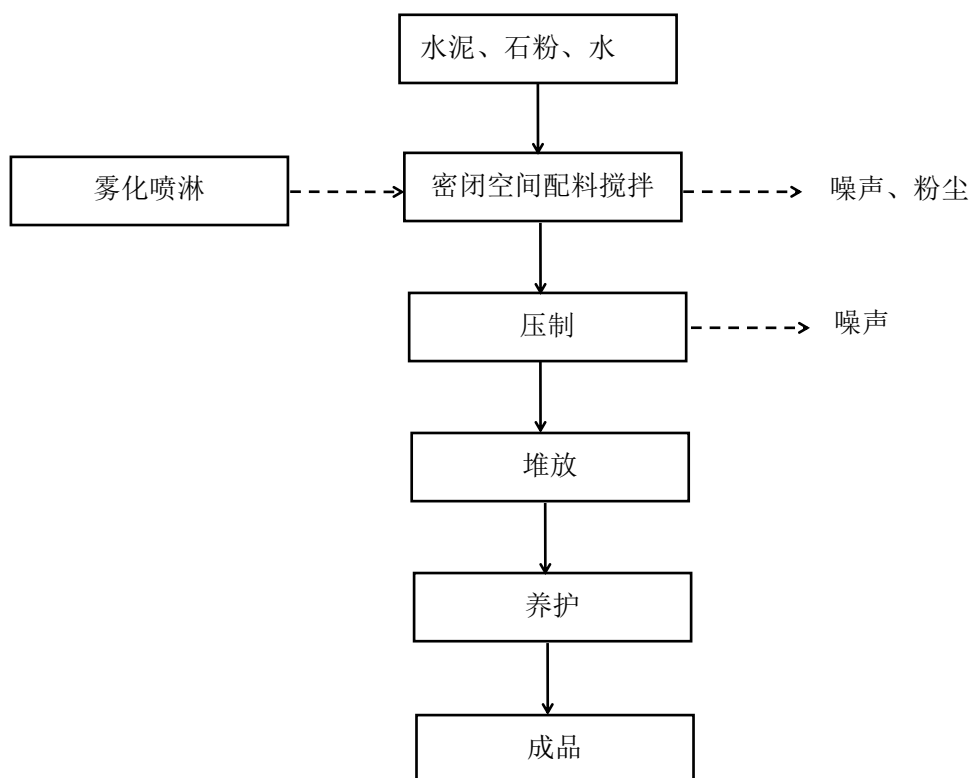 水泥、石粉、水
雾化喷淋
密闭空间配料搅拌
噪声、粉尘
压制
噪声
堆放
养护
成品